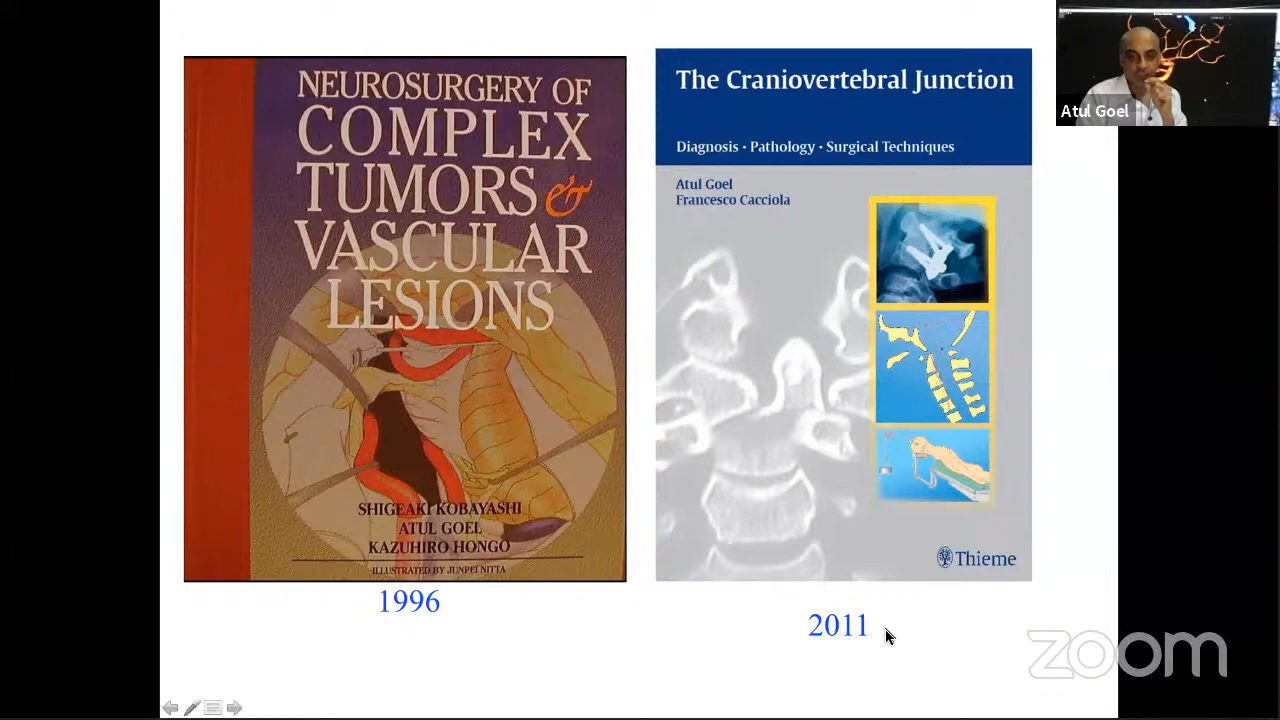 NEUROSURGERY OF
COMPLEX
TUMORS &
VASCULAR
LESIONS
SHIGEAKI KOBAYASHI
ATUL GOEL
KAZUHIRO HONGO
ILLUSTRATED BY JUNPEI NITTA
1996
The Craniovertebral Junction
Diagnosis • Pathology • Surgical Techniques
Atul Goel
Francesco Cacciola
Thieme
2011
Atul Goel
zoom